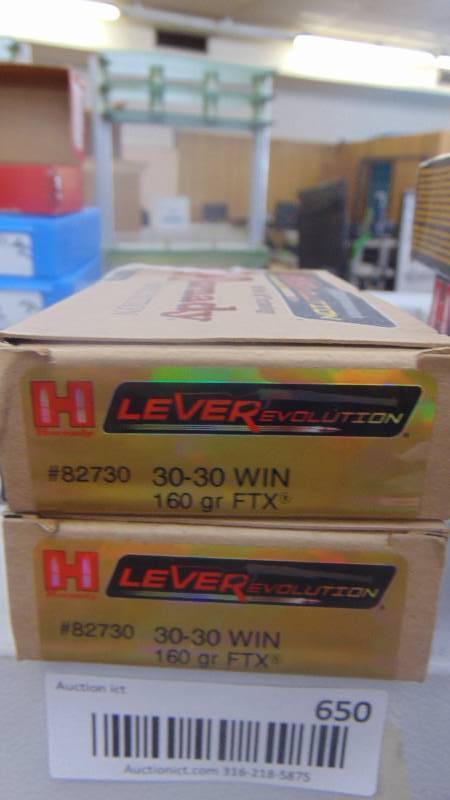 Hornady
H
Hornady
LEVERevolution
#82730 30-30 WIN
160 gr FTX®
H
Hornady
LEVERevolution
#82730 30-30 WIN
160 gr FTX®
Auction ict
650
Auctionict.com 316-218-5875